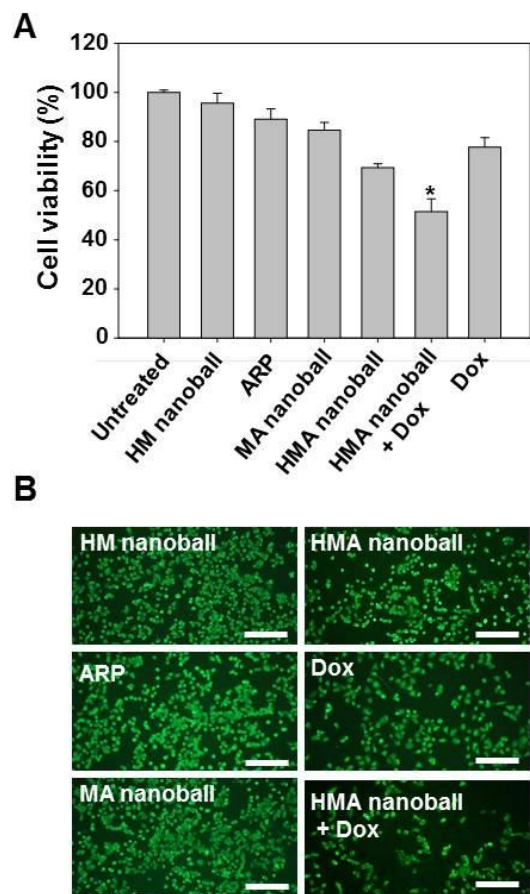 A
Cell viability (%)
120
100
80
60
40
20
0
*
Untreated
HM nanoball
ARP
MA nanoball
HMA nanoball
HMA nanoball
+ Dox
Dox
B
HM nanoball
HMA nanoball
ARP
Dox
MA nanoball
HMA nanoball
+ Dox